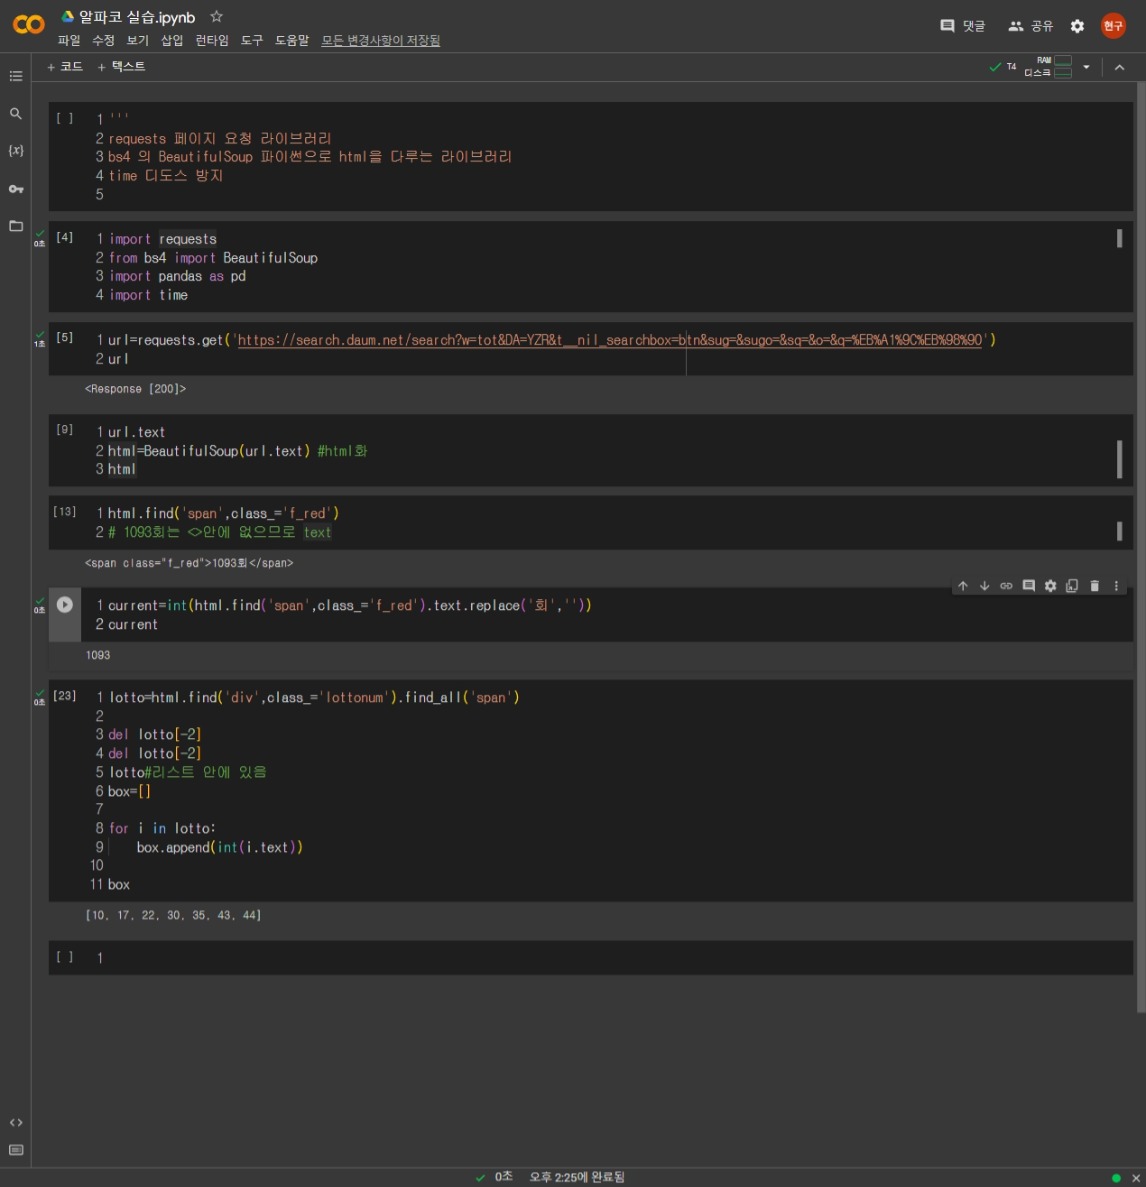 알파코 실습.ipynb
댓글
공유
현구
파일 수정 보기 삽입 런타임 도구 도움말 모든 변경사항이 저장됨
+ 코드 + 텍스트
T4
RAM
디스크
[ ] 1 '''
2 requests 페이지 요청 라이브러리
3 bs4 의 BeautifulSoup 파이썬으로 html을 다루는 라이브러리
4 time 디도스 방지
5
0초
[4] 1 import requests
2 from bs4 import BeautifulSoup
3 import pandas as pd
4 import time
1초
[5] 1 url=requests.get('https://search.daum.net/search?w=tot&DA=YZR&t__nil_searchbox=btn&sug=&sugo=&sq=&o=&q=%EB%A1%9C%EB%98%90')
2 url
<Response [200]>
[9] 1 url.text
2 html=BeautifulSoup(url.text) #html화
3 html
[13] 1 html.find('span',class_='f_red')
2 # 1093회는 <>안에 없으므로 text
<span class="f_red">1093회</span>
0초
1 current=int(html.find('span',class_='f_red').text.replace('회',''))
2 current
1093
0초
[23] 1 lotto=html.find('div',class_='lottonum').find_all('span')
2
3 del lotto[-2]
4 del lotto[-2]
5 lotto#리스트 안에 있음
6 box=[]
7
8 for i in lotto:
9 box.append(int(i.text))
10
11 box
[10, 17, 22, 30, 35, 43, 44]
[ ] 1
0초 오후 2:25에 완료됨